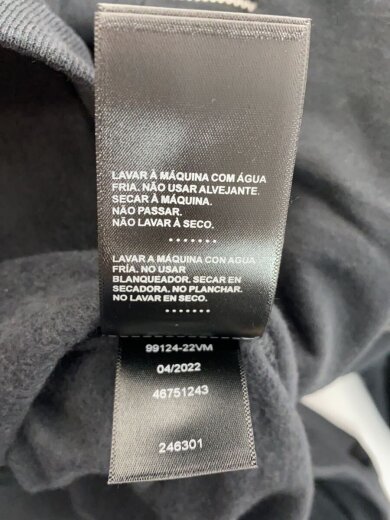 LAVAR À MÁQUINA COM ÁGUA
FRIA. NÃO USAR ALVEJANTE.
SECAR À MÁQUINA.
NÃO PASSAR.
NÃO LAVAR À SECO.
.......
LAVAR A MÁQUINA CON AGUA
FRÍA. NO USAR
BLANQUEADOR. SECAR EN
SECADORA. NO PLANCHAR.
NO LAVAR EN SECO.
.......
99124-22VM
04/2022
46751243
246301